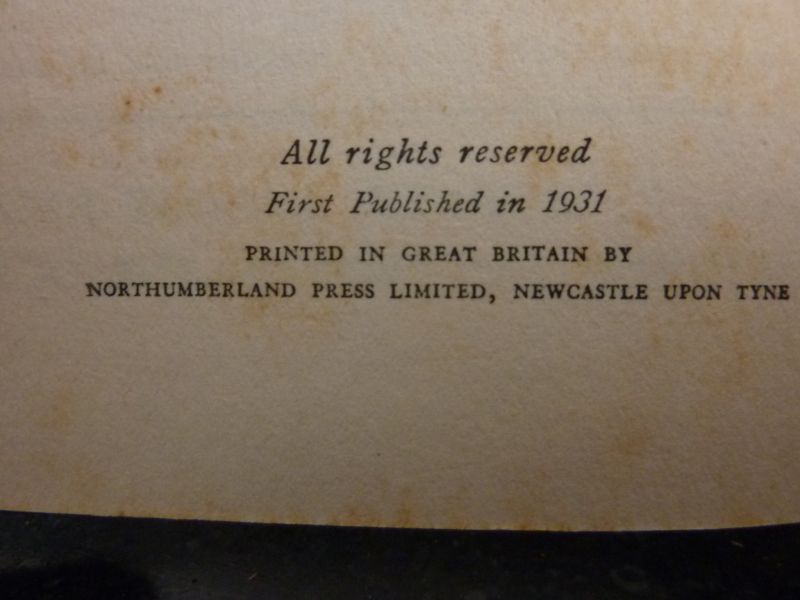 All rights reserved
First Published in 1931
PRINTED IN GREAT BRITAIN BY
NORTHUMBERLAND PRESS LIMITED, NEWCASTLE UPON TYNE